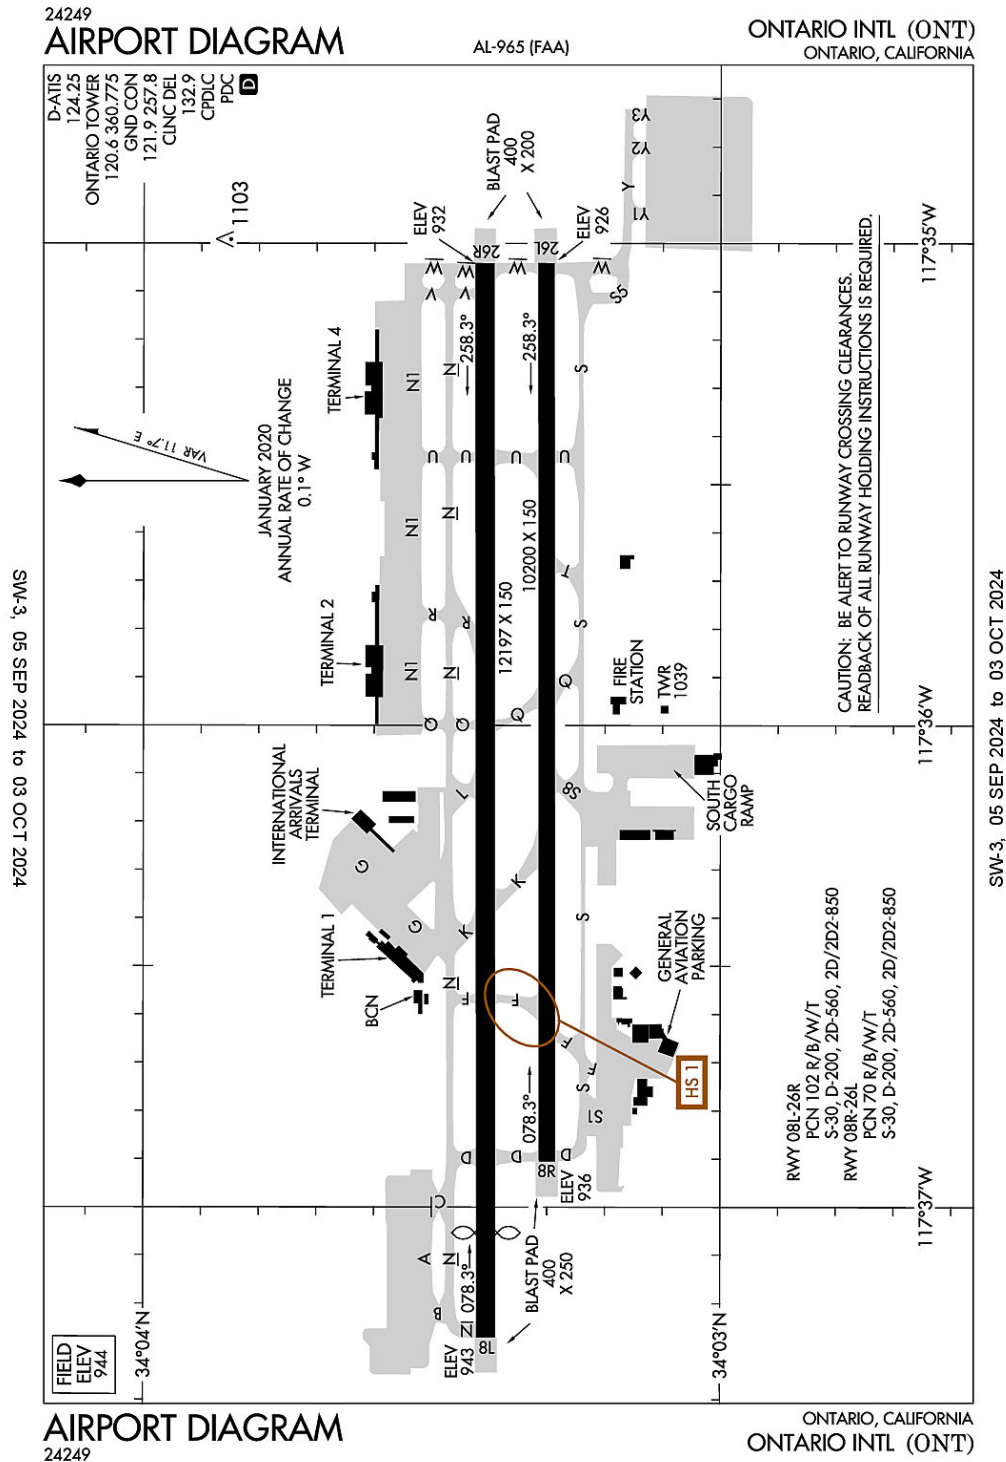 24249
AIRPORT DIAGRAM
AL-965 (FAA)
ONTARIO INTL (ONT)
ONTARIO, CALIFORNIA
D-ATIS
124.25
ONTARIO TOWER
120.6 360.775
GND CON
121.9 257.8
CLNC DEL
132.9
CPDLC
PDC
D
1103
BLAST PAD
400
X 200
ELEV
932
ELEV
926
26R
26L
Y3
Y2
Y
Y1
117°35'W
W
W
W
W
V
V
S5
258.3°
258.3°
TERMINAL 4
N1
N
S
VAR 11.7° E
JANUARY 2020
ANNUAL RATE OF CHANGE
0.1° W
U
U
U
U
N1
N
10200 X 150
T
12197 X 150
R
R
S
TERMINAL 2
N1
N
Q
Q
Q
Q
FIRE
STATION
TWR
1039
CAUTION: BE ALERT TO RUNWAY CROSSING CLEARANCES.
READBACK OF ALL RUNWAY HOLDING INSTRUCTIONS IS REQUIRED.
117°36'W
INTERNATIONAL
ARRIVALS
TERMINAL
L
S8
SOUTH
CARGO
RAMP
G
G
K
K
S
TERMINAL 1
BCN
N
F
F
F
F
GENERAL
AVIATION
PARKING
HS 1
078.3°
S
S1
D
D
D
8R
ELEV
936
RWY 08L-26R
PCN 102 R/B/W/T
S-30, D-200, 2D-560, 2D/2D2-850
RWY 08R-26L
PCN 70 R/B/W/T
S-30, D-200, 2D-560, 2D/2D2-850
117°37'W
C
A
N
078.3°
B
N
8L
ELEV
943
BLAST PAD
400
X 250
FIELD
ELEV
944
34°04'N
34°03'N
SW-3, 05 SEP 2024 to 03 OCT 2024
SW-3, 05 SEP 2024 to 03 OCT 2024
AIRPORT DIAGRAM
24249
ONTARIO, CALIFORNIA
ONTARIO INTL (ONT)